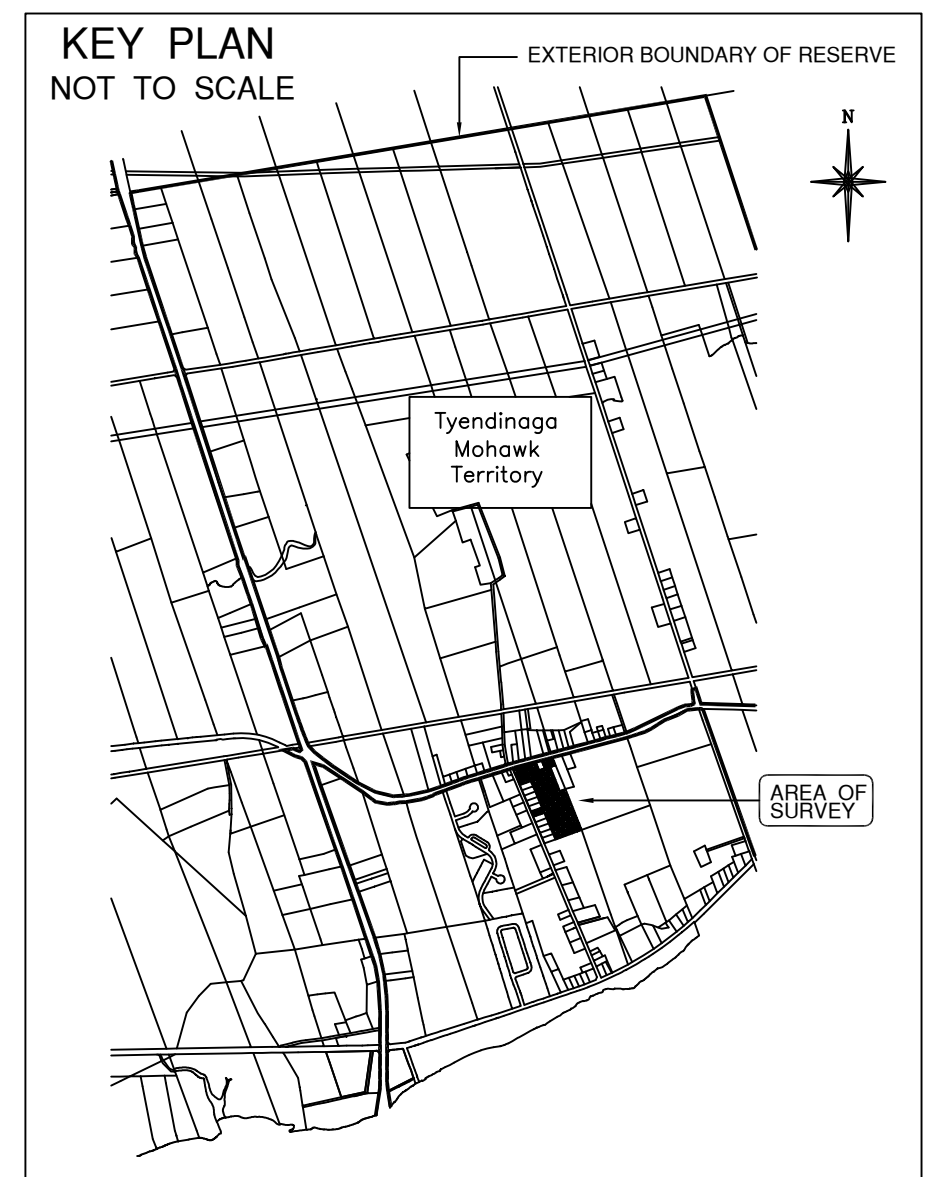 KEY PLAN
NOT TO SCALE
EXTERIOR BOUNDARY OF RESERVE
N
Tyendinaga
Mohawk
Territory
AREA OF
SURVEY